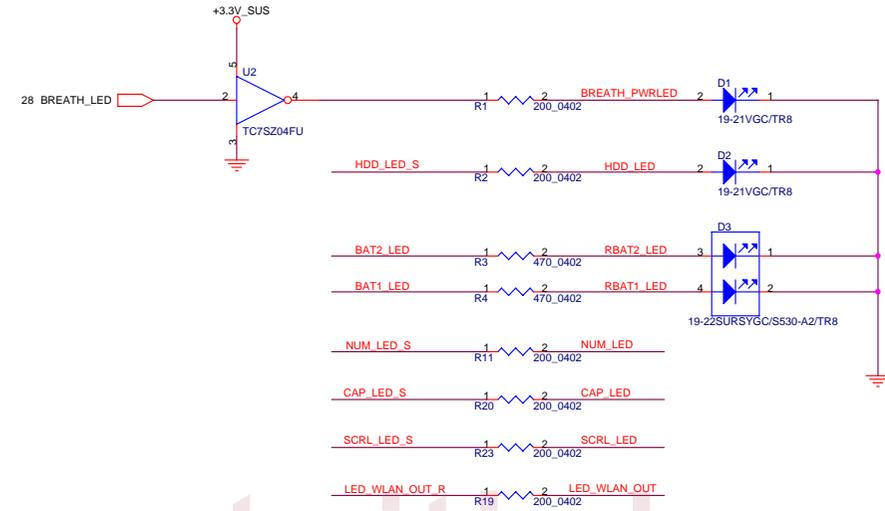 +3.3V_SUS
5
U2
28 BREATH_LED
2
4
TC7SZ04FU
3
1
2
R1
200_0402
BREATH_PWRLED
2
D1
1
19-21VGC/TR8
HDD_LED_S
1
2
R2
200_0402
HDD_LED
2
D2
1
19-21VGC/TR8
BAT2_LED
1
2
R3
470_0402
RBAT2_LED
3
D3
1
BAT1_LED
1
2
R4
470_0402
RBAT1_LED
4
2
19-22SURSYGC/S530-A2/TR8
NUM_LED_S
1
2
R11
200_0402
NUM_LED
CAP_LED_S
1
2
R20
200_0402
CAP_LED
SCRL_LED_S
1
2
R23
200_0402
SCRL_LED
LED_WLAN_OUT_R
1
2
R19
200_0402
LED_WLAN_OUT